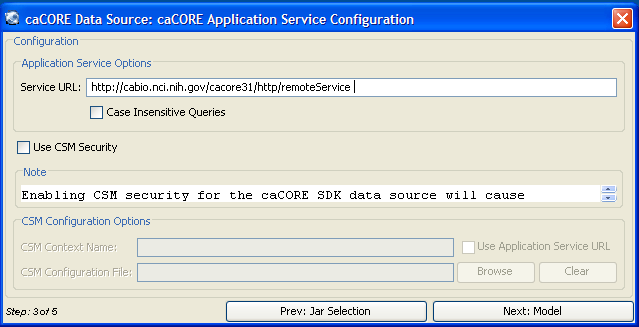 caCORE Data Source: caCORE Application Service Configuration
Configuration
Application Service Options
Service URL: http://cabio.nci.nih.gov/cacore31/http/remoteService
Case Insensitive Queries
Use CSM Security
Note
Enabling CSM security for the caCORE SDK data source will cause
CSM Configuration Options
CSM Context Name: Use Application Service URL
CSM Configuration File: Browse Clear
Step: 3 of 5 Prev: Jar Selection Next: Model